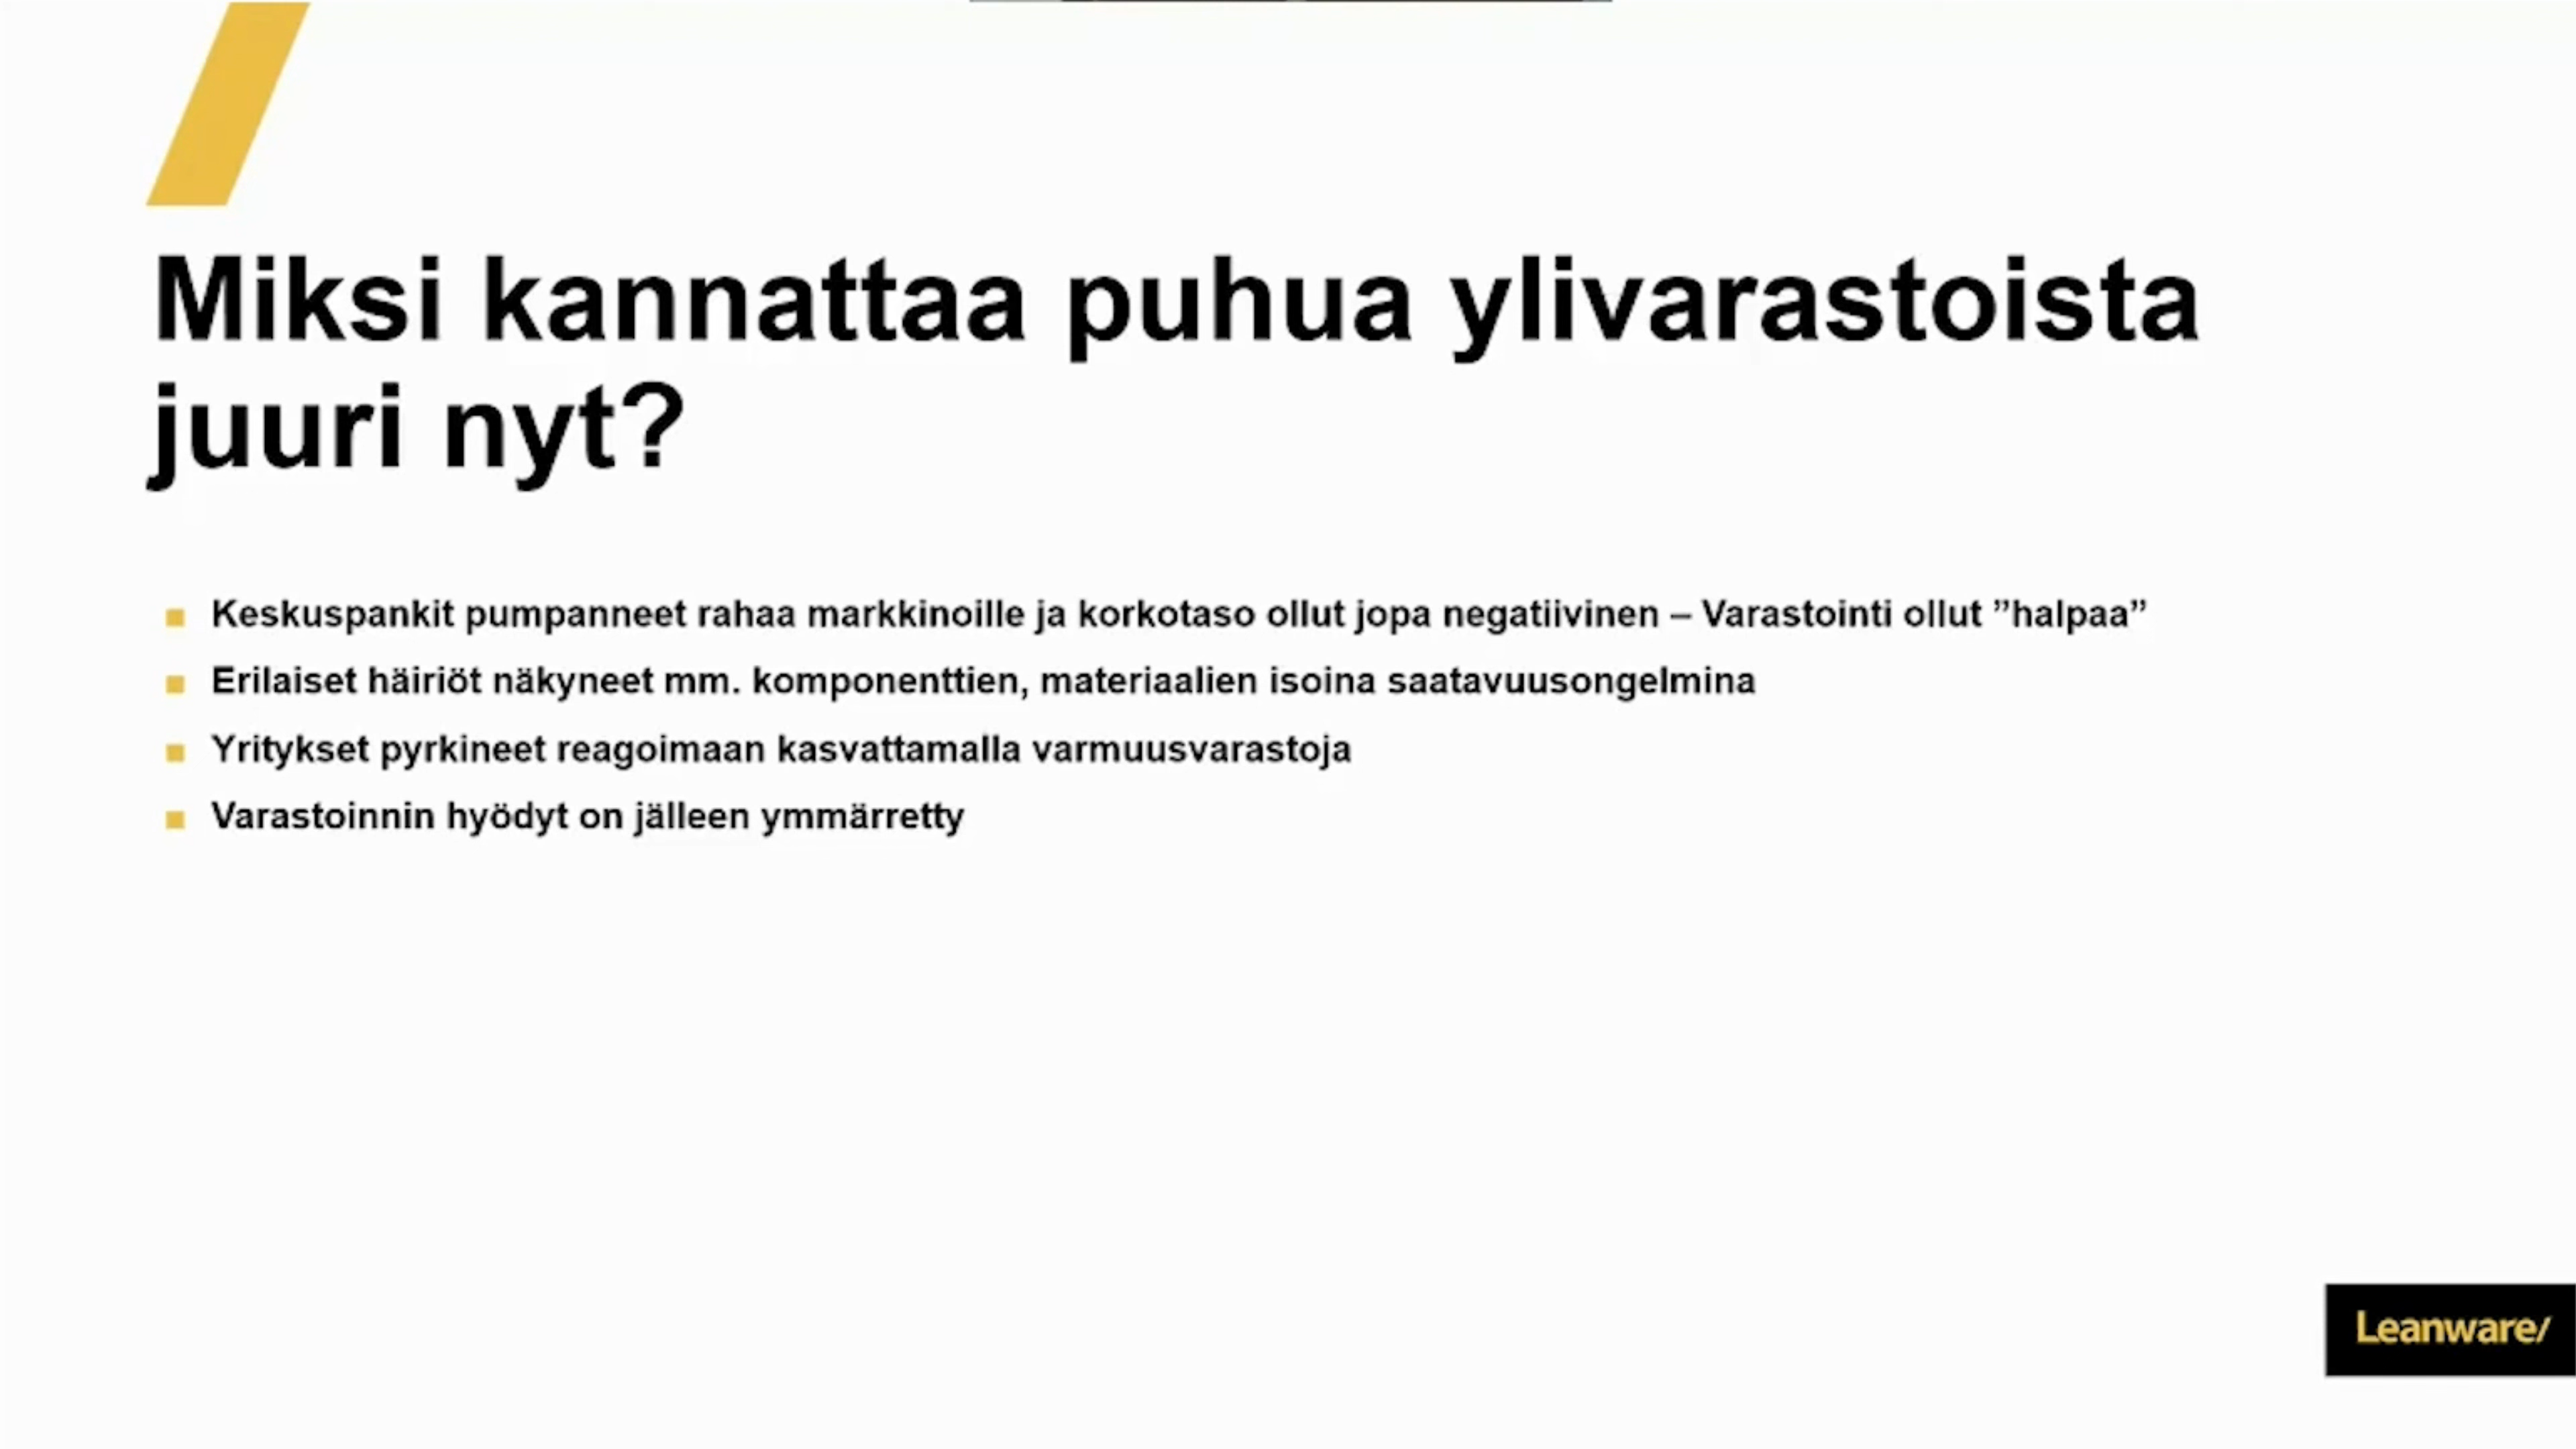 Miksi kannattaa puhua ylivarastoista
juuri nyt?
Keskuspankit pumpanneet rahaa markkinoille ja korkotaso ollut jopa negatiivinen – Varastointi ollut ”halpaa”
Erilaiset häiriöt näkyneet mm. komponenttien, materiaalien isoina saatavuusongelmina
Yritykset pyrkineet reagoimaan kasvattamalla varmuusvarastoja
Varastoinnin hyödyt on jälleen ymmärretty
Leanware/